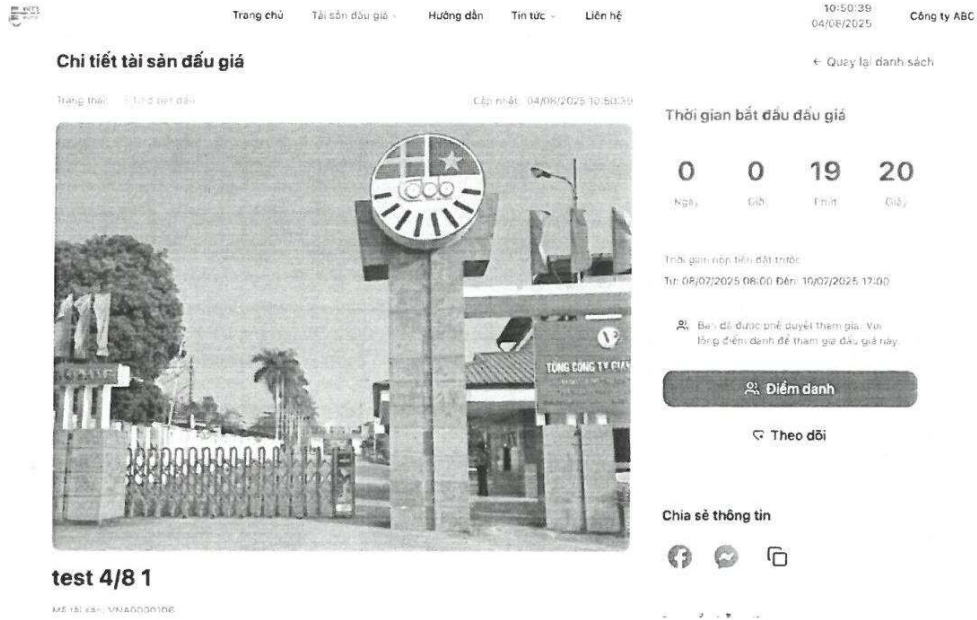 Trang chủ Tài sản đấu giá Hướng dẫn Tin tức Liên hệ
10:50:39
04/08/2025
Công ty ABC
Chi tiết tài sản đấu giá
← Quay lại danh sách
Trạng thái:
Cập nhật: 04/08/2025 10:50:39
Thời gian bắt đầu đấu giá
0 0 19 20
Ngày Giờ Phút Giây
Thời gian nộp tiền đặt trước
Từ: 08/07/2025 08:00 Đến: 10/07/2025 17:00
Bạn đã được phê duyệt tham gia. Vui
lòng điểm danh để tham gia đấu giá này.
TỔNG CÔNG TY GIẤY
Điểm danh
Theo dõi
Chia sẻ thông tin
test 4/8 1
Mã tài sản: VNA0000106